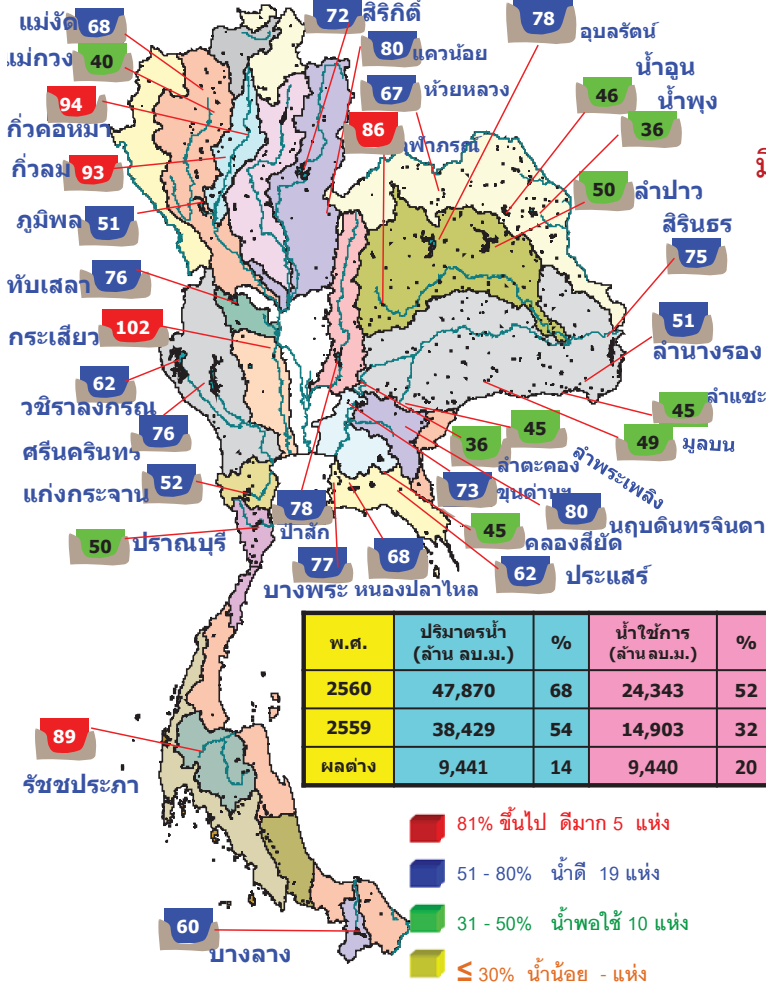 แม่งัด 68
แม่กวง 40
94
กิ่วคอหมา
กิ่วลม 93
ภูมิพล 51
ทับเสลา 76
กระเสียว 102
62
วชิราลงกรณ
76
ศรีนครินทร
แก่งกระจาน 52
50 ปราณบุรี
72 สิริกิติ์
80 แควน้อย
67 ห้วยหลวง
86 ฬาภรณ์
78 อุบลรัตน์
น้ำอูน
46 น้ำพุง
36
50 ลำปาว
สิรินธร
75
51
ลำนางรอง
45 ลำแชะ
49 มูลบน
45
ลำพระเพลิง
36
ลำตะคอง
ขุนด่านฯ
73
80 นฤบดินทรจินดา
45
คลองสียัด
78
ป่าสัก
77
บางพระ
68
หนองปลาไหล
62 ประแสร์
89
รัชชประภา
60
บางลาง
พ.ศ. ปริมาตรน้ำ (ล้าน ลบ.ม.) % น้ำใช้การ (ล้าน ลบ.ม.) %
2560 47,870 68 24,343 52
2559 38,429 54 14,903 32
ผลต่าง 9,441 14 9,440 20
81% ขึ้นไป ดีมาก 5 แห่ง
51 - 80% น้ำดี 19 แห่ง
31 - 50% น้ำพอใช้ 10 แห่ง
≤ 30% น้ำน้อย - แห่ง